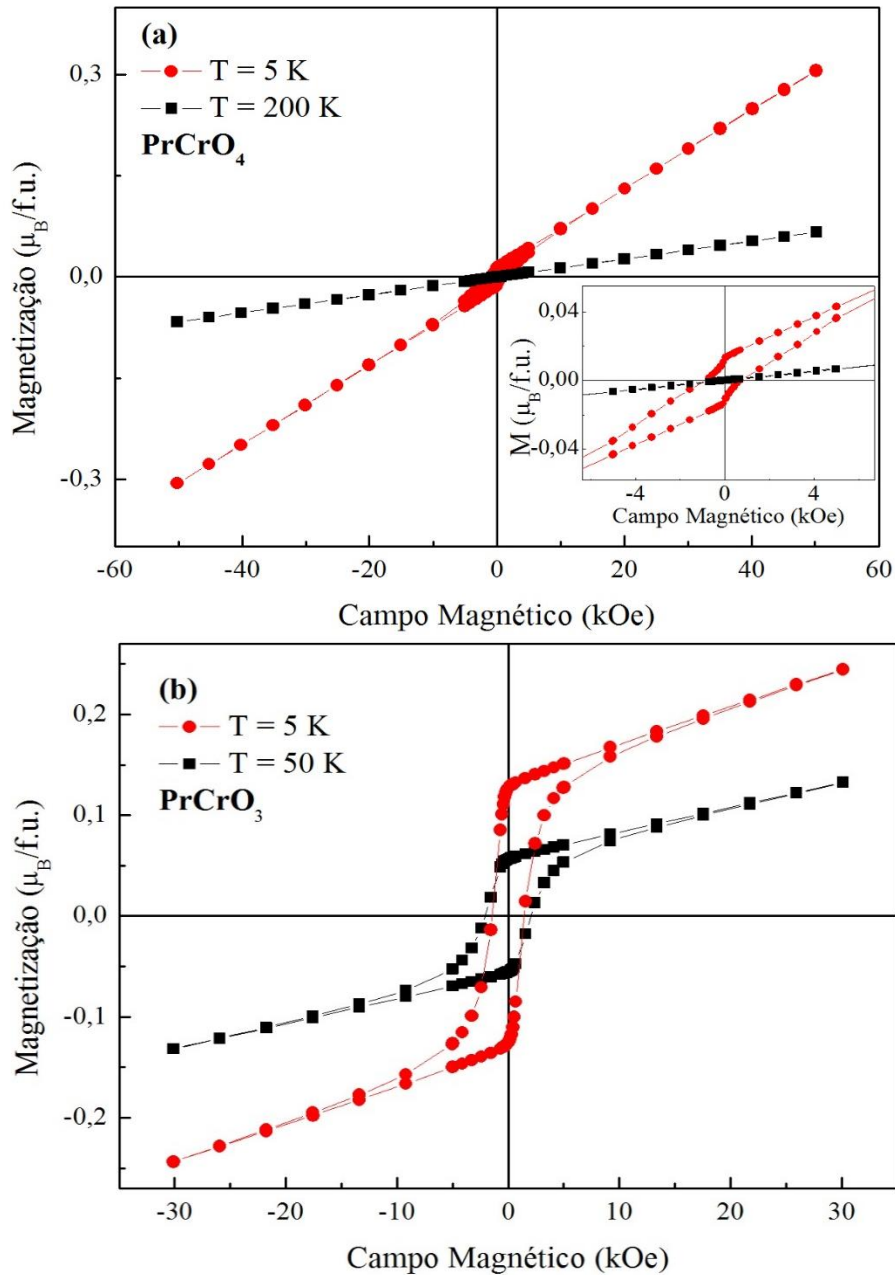 (a)
T = 5 K
T = 200 K
PrCrO4
Magnetização (μB/f.u.)
0,3
0,0
-0,3
M (μB/f.u.)
0,04
0,00
-0,04
-4 0 4
Campo Magnético (kOe)
-60 -40 -20 0 20 40 60
Campo Magnético (kOe)
(b)
T = 5 K
T = 50 K
PrCrO3
Magnetização (μB/f.u.)
0,2
0,1
0,0
-0,1
-0,2
-30 -20 -10 0 10 20 30
Campo Magnético (kOe)